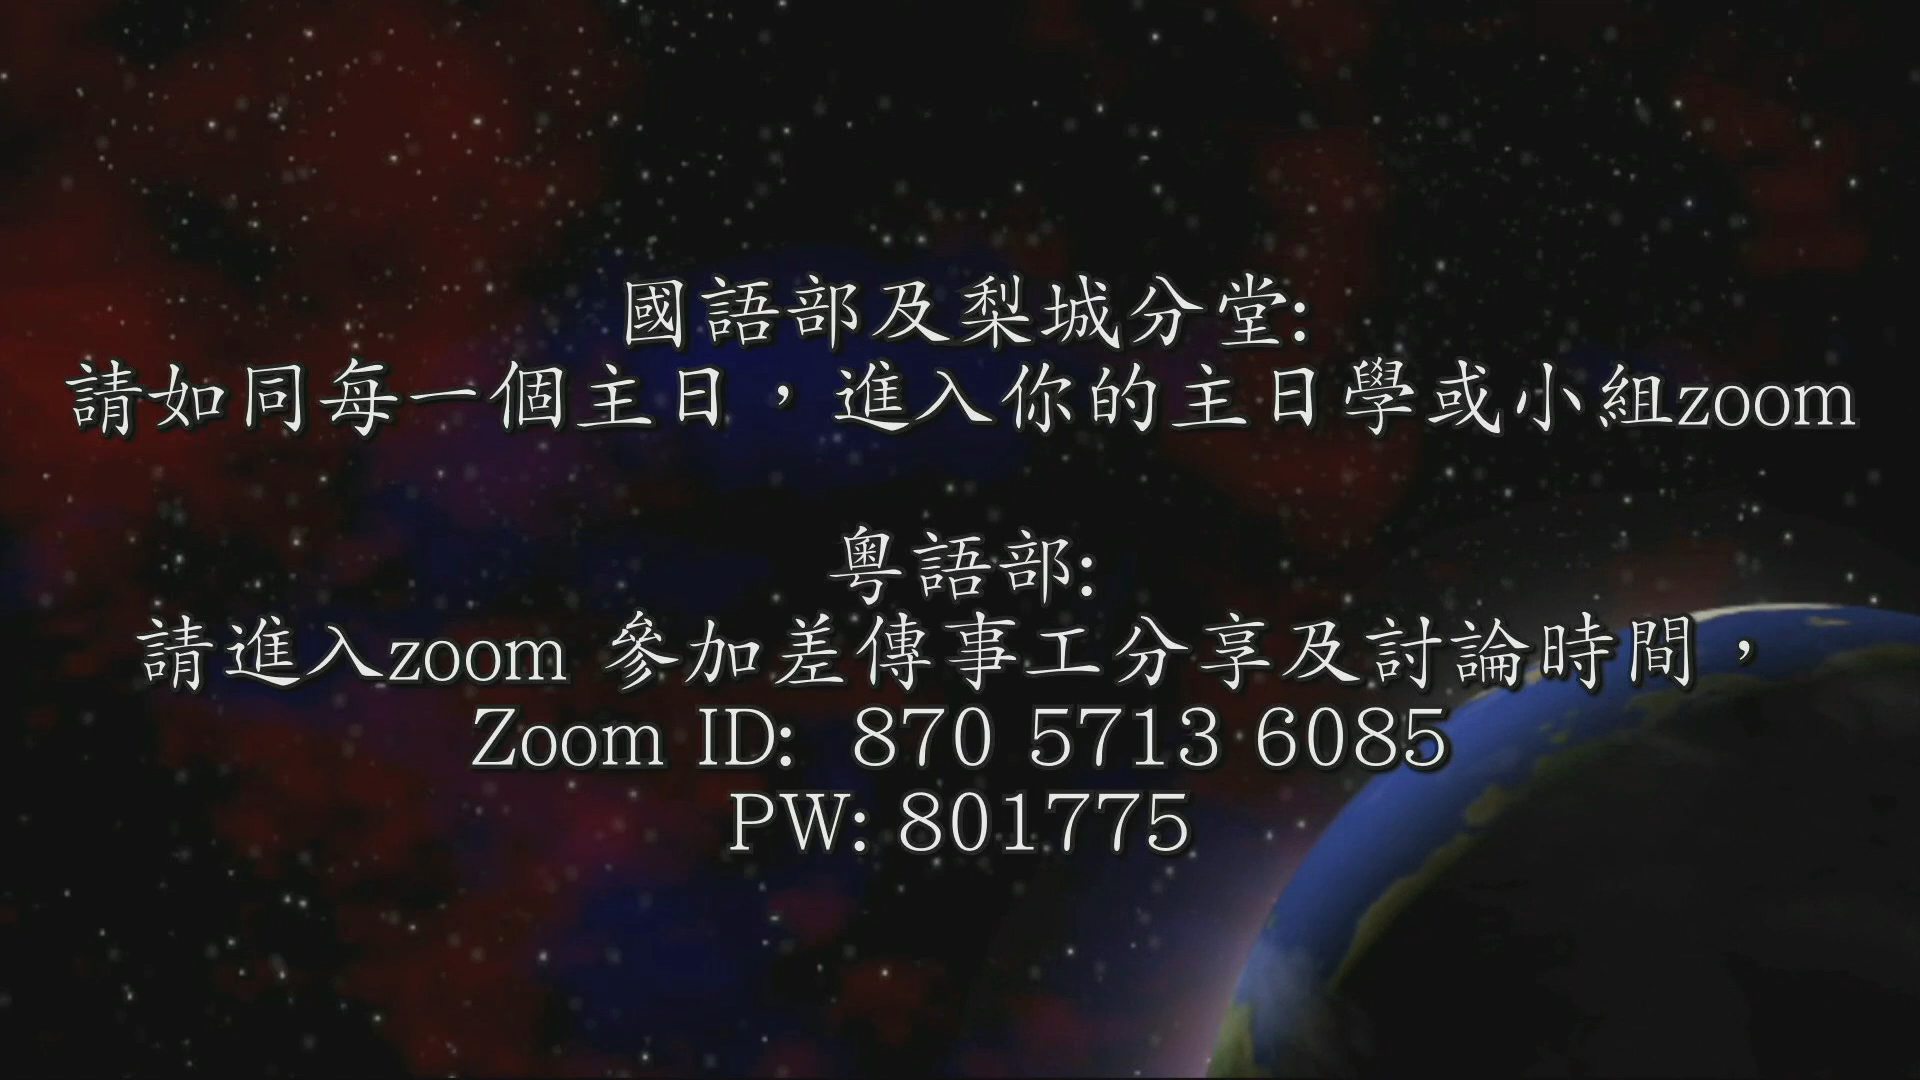 國語部及梨城分堂:
請如同每一個主日，進入你的主日學或小組zoom
粵語部:
請進入zoom 參加差傳事工分享及討論時間，
Zoom ID: 870 5713 6085
PW: 801775